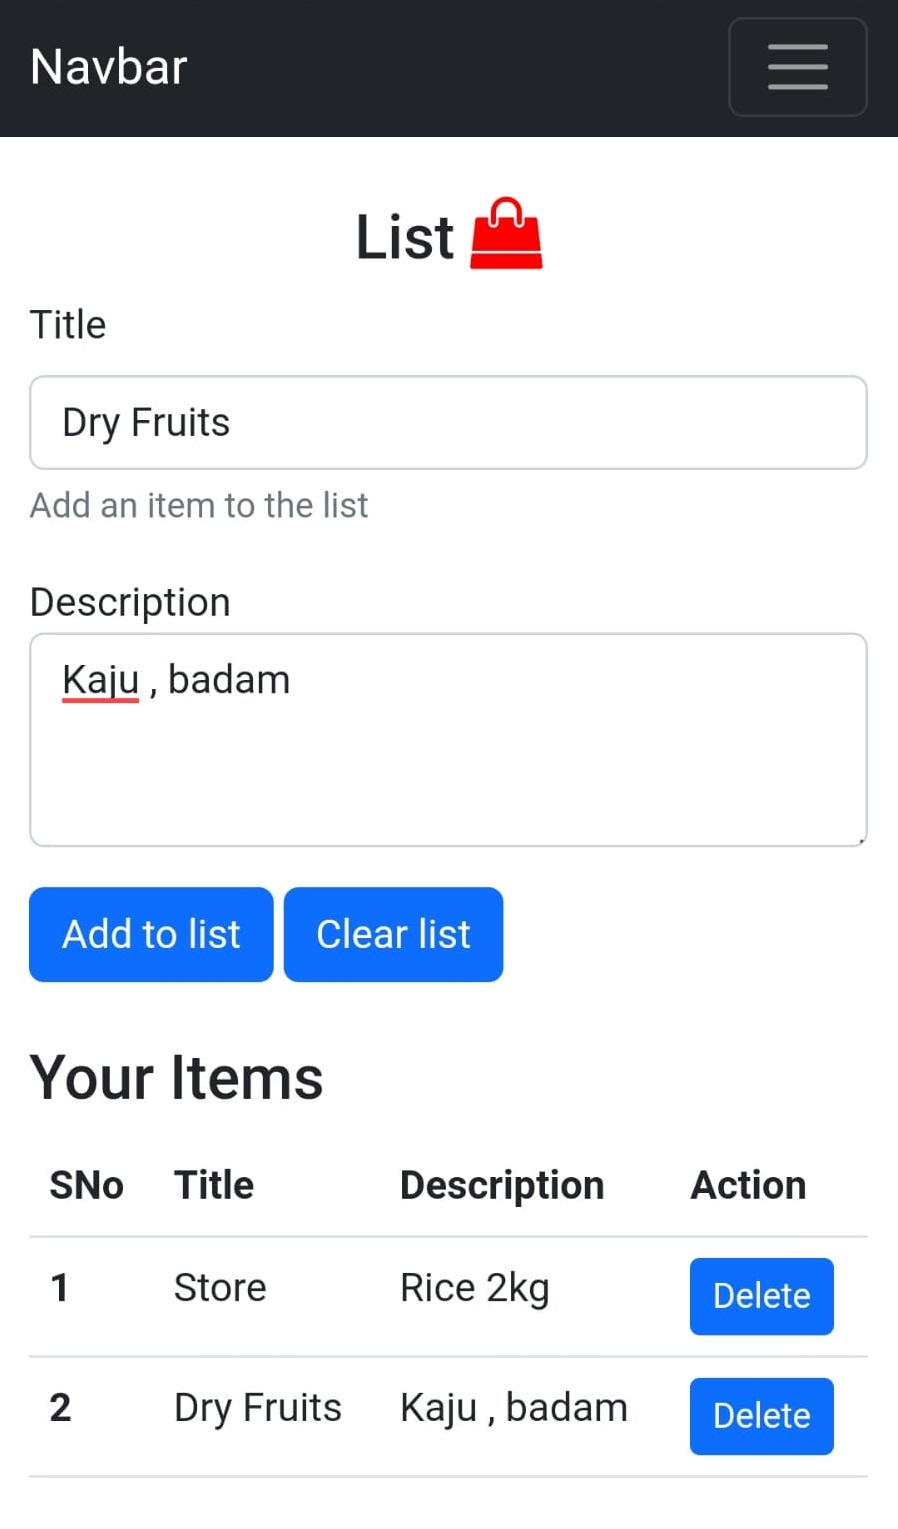 Navbar
List
Title
Dry Fruits
Add an item to the list
Description
Kaju , badam
Add to list Clear list
Your Items
SNo Title Description Action
1 Store Rice 2kg Delete
2 Dry Fruits Kaju , badam Delete